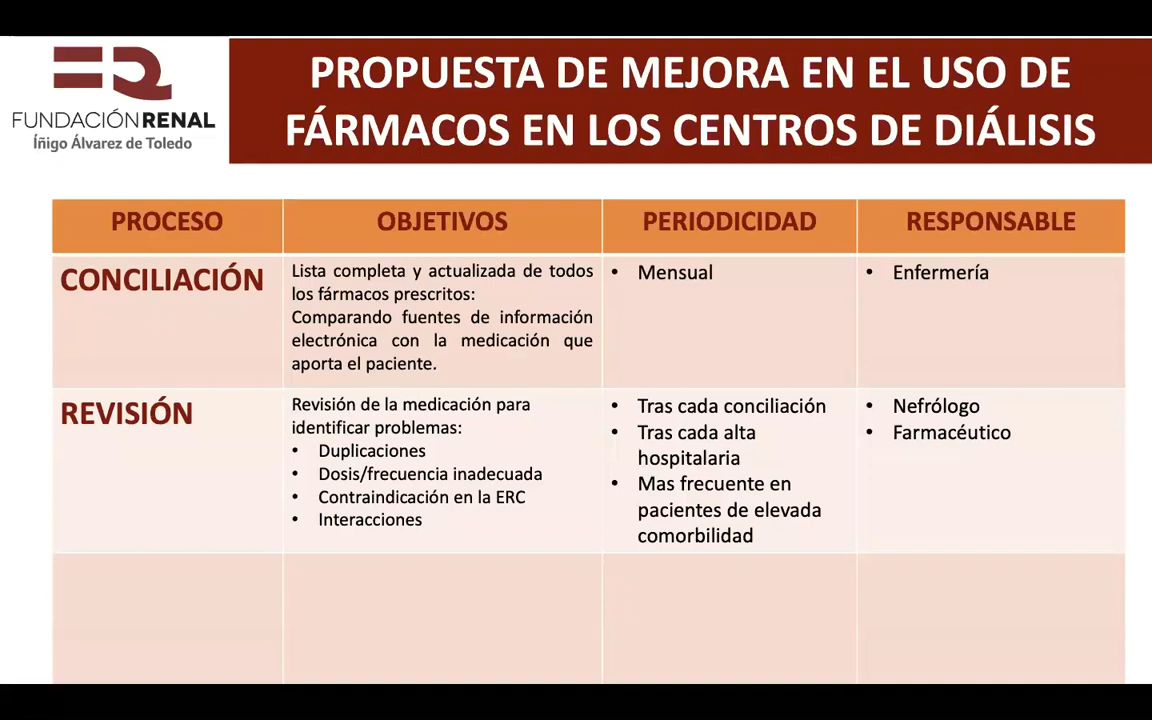 FUNDACIÓNRENAL
Íñigo Álvarez de Toledo
PROPUESTA DE MEJORA EN EL USO DE
FÁRMACOS EN LOS CENTROS DE DIÁLISIS
PROCESO
OBJETIVOS
PERIODICIDAD
RESPONSABLE
CONCILIACIÓN
Lista completa y actualizada de todos
los fármacos prescritos:
Comparando fuentes de información
electrónica con la medicación que
aporta el paciente.
• Mensual
• Enfermería
REVISIÓN
Revisión de la medicación para
identificar problemas:
• Duplicaciones
• Dosis/frecuencia inadecuada
• Contraindicación en la ERC
• Interacciones
• Tras cada conciliación
• Tras cada alta
hospitalaria
• Mas frecuente en
pacientes de elevada
comorbilidad
• Nefrólogo
• Farmacéutico